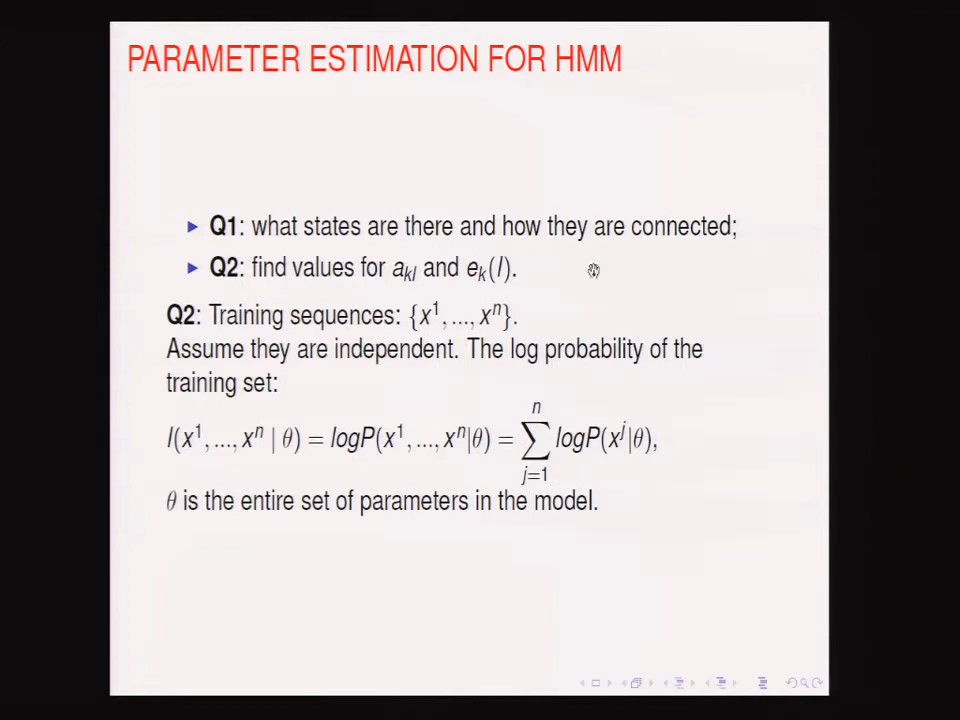 PARAMETER ESTIMATION FOR HMM
▶ Q1: what states are there and how they are connected;
▶ Q2: find values for a_{kl} and e_k(l).
Q2: Training sequences: {x^1, ..., x^n}.
Assume they are independent. The log probability of the
training set:
l(x^1, ..., x^n | θ) = logP(x^1, ..., x^n|θ) = ∑_{j=1}^{n} logP(x^j|θ),
θ is the entire set of parameters in the model.